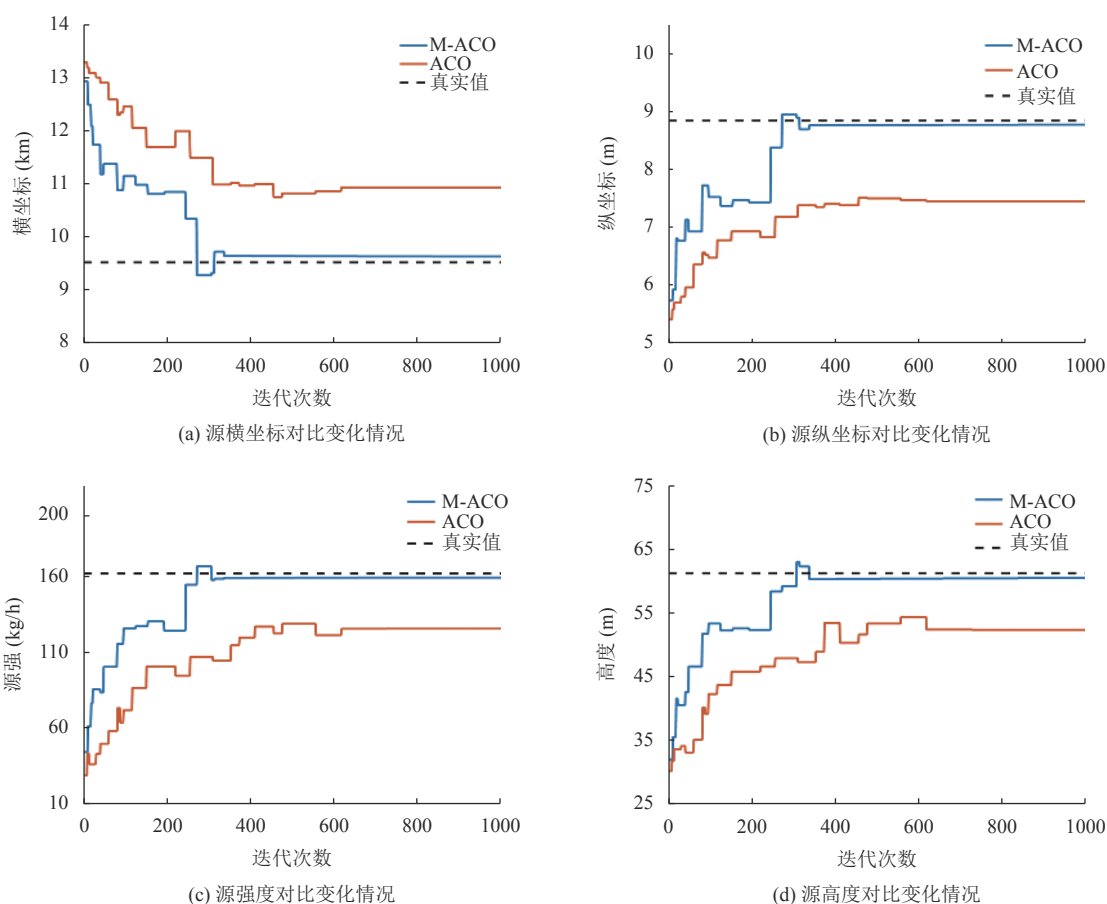 14
13
12
11
10
9
8
横坐标 (km)
M-ACO
ACO
真实值
0
200
400
600
800
1000
迭代次数
(a) 源横坐标对比变化情况
10
9
8
7
6
5
纵坐标 (m)
M-ACO
ACO
真实值
0
200
400
600
800
1000
迭代次数
(b) 源纵坐标对比变化情况
200
160
110
60
10
源强 (kg/h)
M-ACO
ACO
真实值
0
200
400
600
800
1000
迭代次数
(c) 源强度对比变化情况
75
65
55
45
35
25
高度 (m)
M-ACO
ACO
真实值
0
200
400
600
800
1000
迭代次数
(d) 源高度对比变化情况